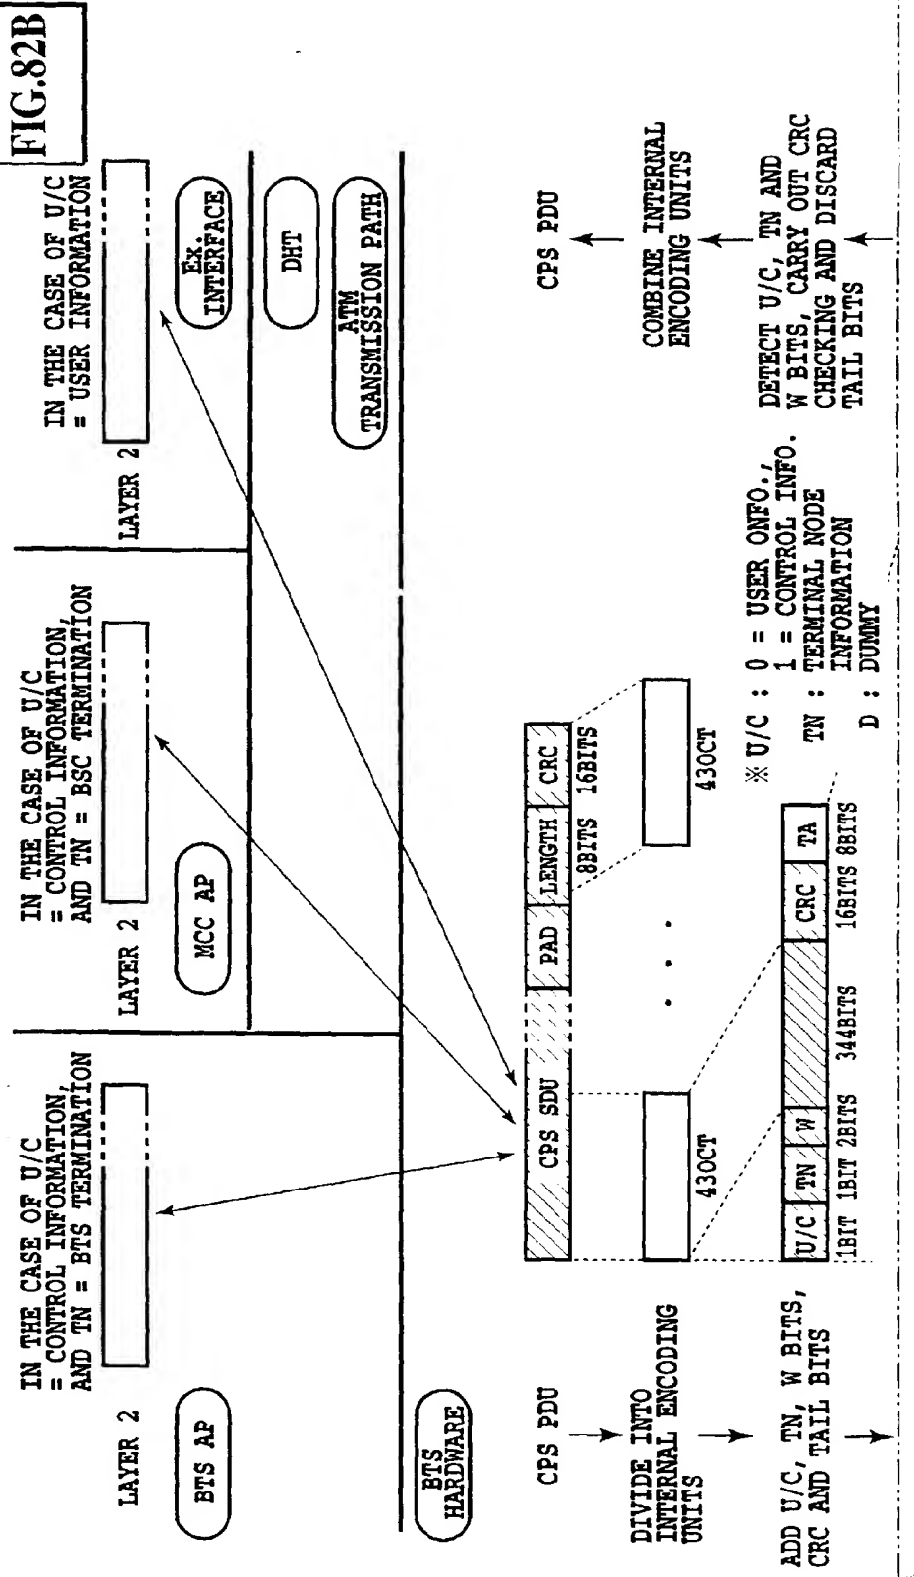 FIG.82B
IN THE CASE OF U/C
= CONTROL INFORMATION,
AND TN = BTS TERMINATION
LAYER 2
BTS AP
IN THE CASE OF U/C
= CONTROL INFORMATION,
AND TN = BSC TERMINATION
LAYER 2
MCC AP
IN THE CASE OF U/C
= USER INFORMATION
LAYER 2
EX.
INTERFACE
DHT
ATM
TRANSMISSION PATH
BTS
HARDWARE
CPS PDU
DIVIDE INTO
INTERNAL ENCODING
UNITS
ADD U/C, TN, W BITS,
CRC AND TAIL BITS
CPS SDU PAD LENGTH CRC
8BITS 16BITS
43OCT
43OCT
U/C TN W CRC TA
1BIT 1BIT 2BITS 344BITS 16BITS 8BITS
※U/C : 0 = USER ONFO.,
1 = CONTROL INFO.
TN : TERMINAL NODE
INFORMATION
D : DUMMY
CPS PDU
COMBINE INTERNAL
ENCODING UNITS
DETECT U/C, TN AND
W BITS, CARRY OUT CRC
CHECKING AND DISCARD
TAIL BITS